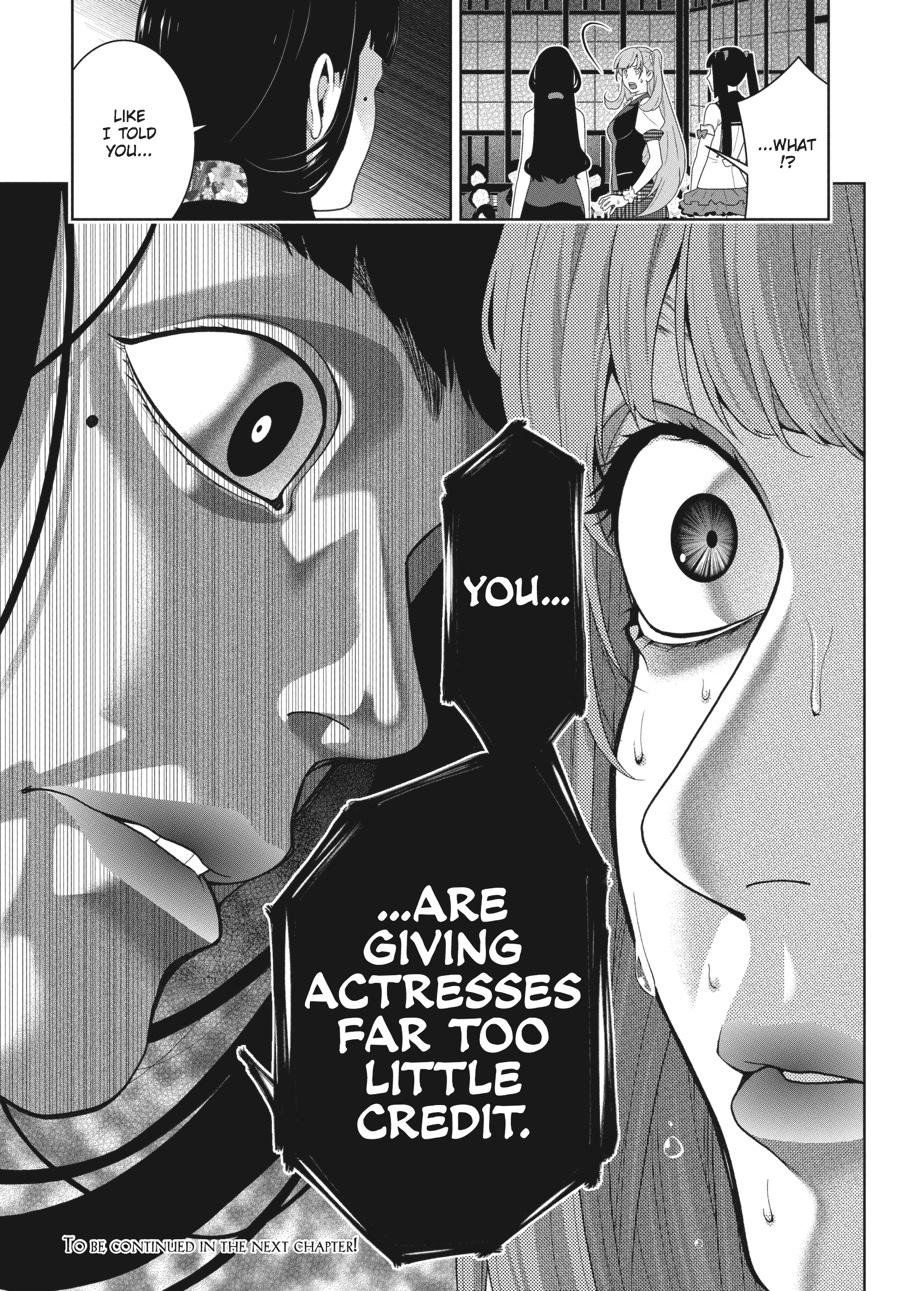 ...WHAT
!?
LIKE
I TOLD
YOU...
YOU...
...ARE
GIVING
ACTRESSES
FAR TOO
LITTLE
CREDIT.
TO BE CONTINUED IN THE NEXT CHAPTER!